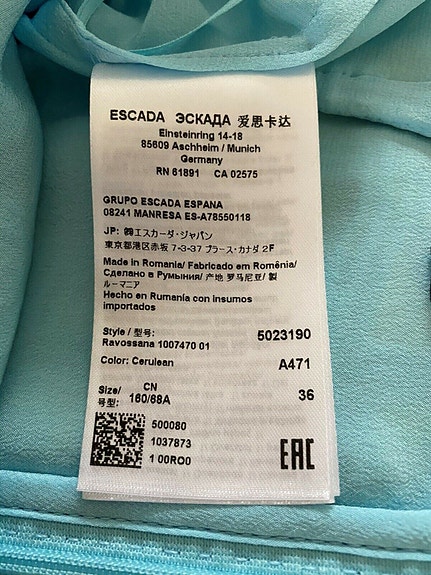 ESCADA ЭСКАДА 爱思卡达
Einsteinring 14-18
85609 Aschheim / Munich
Germany
RN 61891 CA 02575
GRUPO ESCADA ESPANA
08241 MANRESA ES-A78550118
JP: ㈱エスカーダ・ジャパン
東京都港区赤坂 7-3-37 プラース・カナダ 2F
Made in Romania/ Fabricado em Romênia/
Сделано в Румыния/ 产地 罗马尼亚/ 製
ルーマニア
Hecho en Rumanía con insumos
importados
Style / 型号: 5023190
Ravossana 1007470 01
Color: Cerulean A471
Size/ CN 36
号型: 160/68A
500080
1037873
1 00RO0
EAC